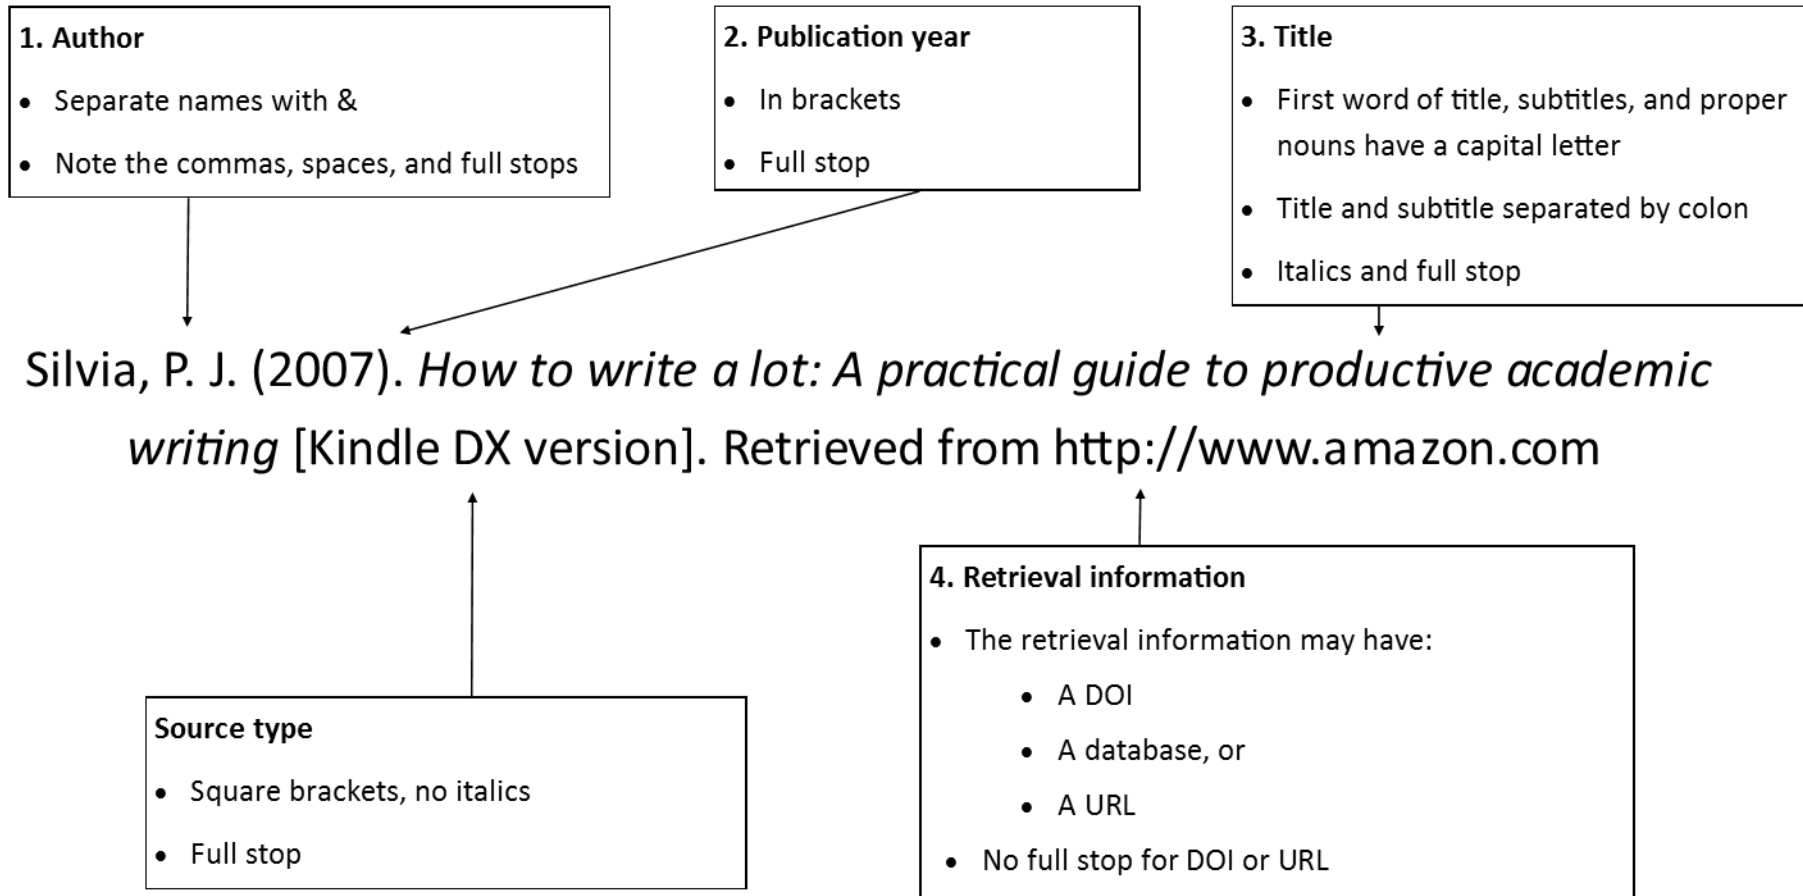 1. Author
• Separate names with &
• Note the commas, spaces, and full stops
2. Publication year
• In brackets
• Full stop
3. Title
• First word of title, subtitles, and proper
nouns have a capital letter
• Title and subtitle separated by colon
• Italics and full stop
Silvia, P. J. (2007). How to write a lot: A practical guide to productive academic
writing [Kindle DX version]. Retrieved from http://www.amazon.com
Source type
• Square brackets, no italics
• Full stop
4. Retrieval information
• The retrieval information may have:
• A DOI
• A database, or
• A URL
• No full stop for DOI or URL